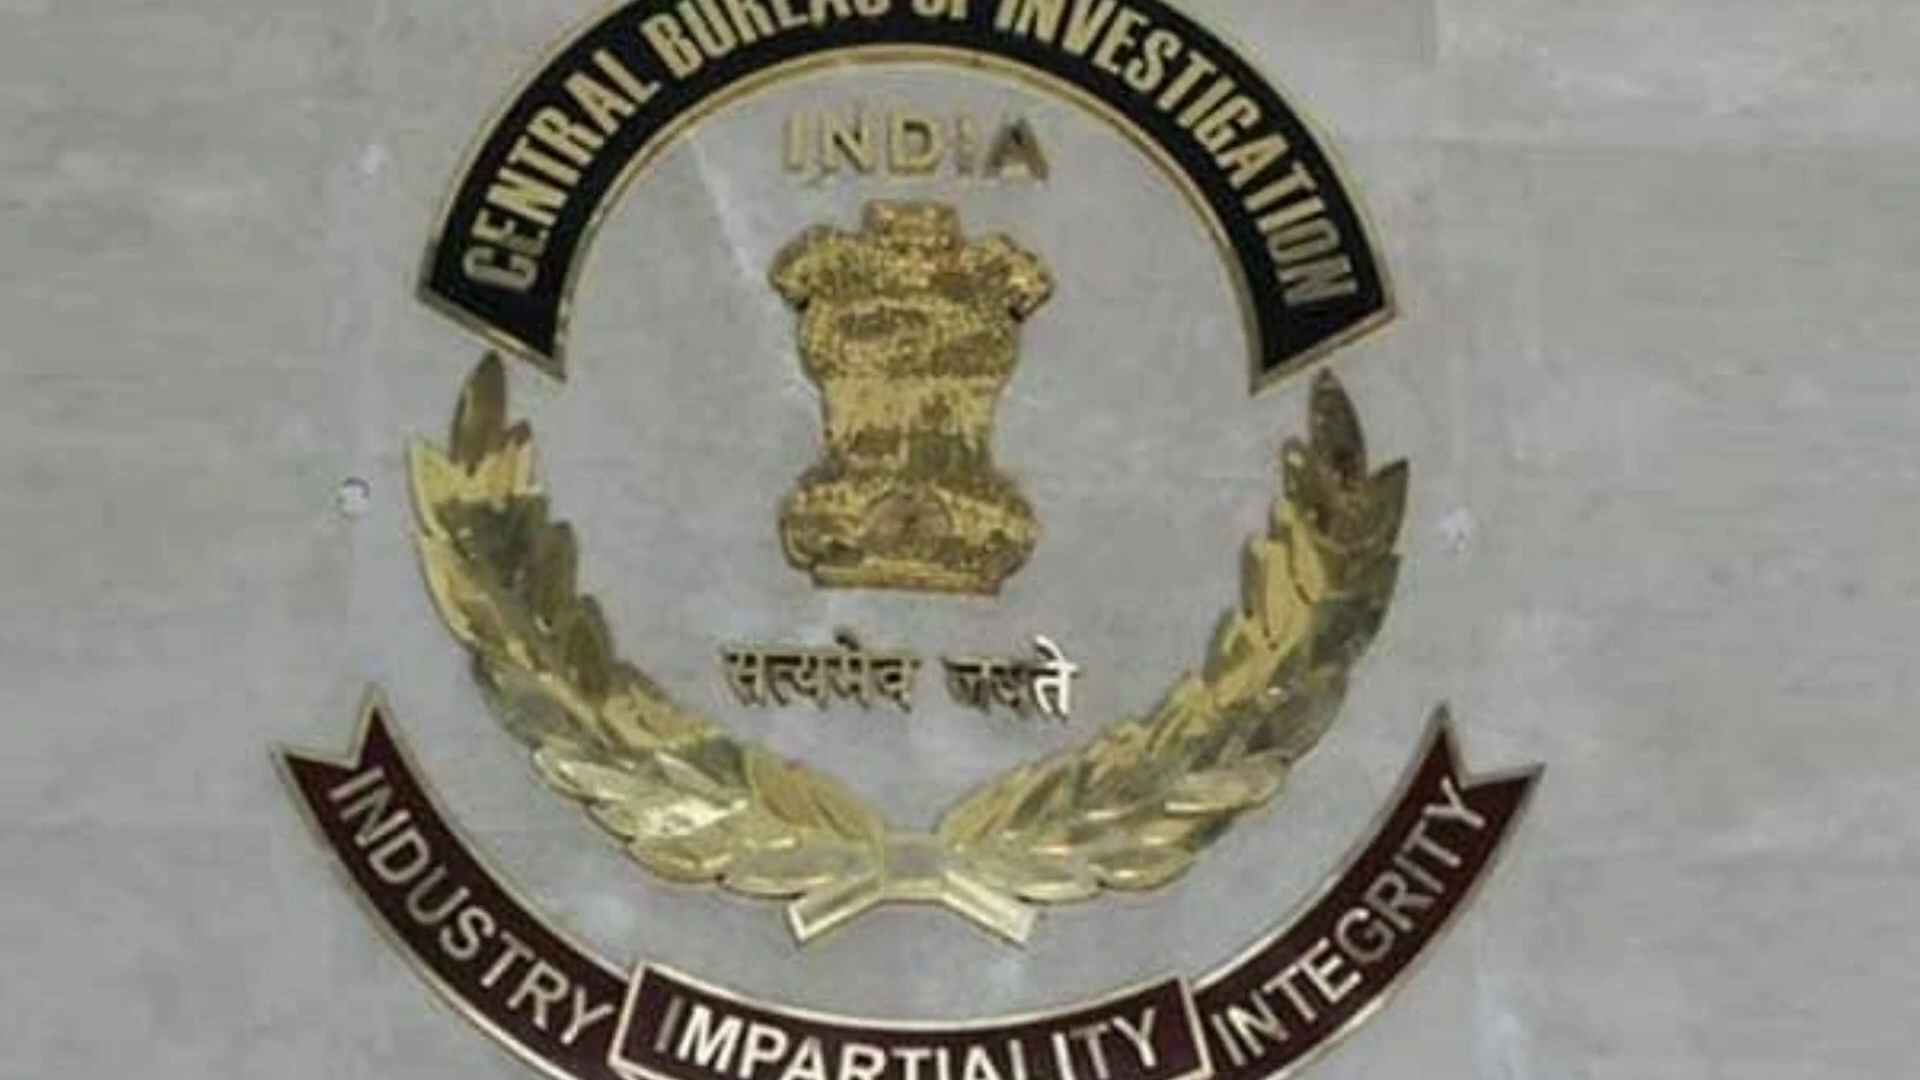 CENTRAL BUREAU OF INVESTIGATION
INDIA
सत्यमेव जयते
INDUSTRY IMPARTIALITY INTEGRITY